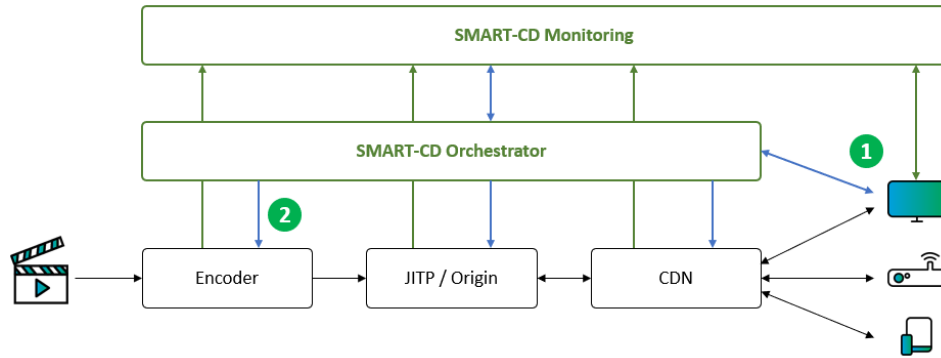 SMART-CD Monitoring
SMART-CD Orchestrator
1
2
Encoder
JITP / Origin
CDN